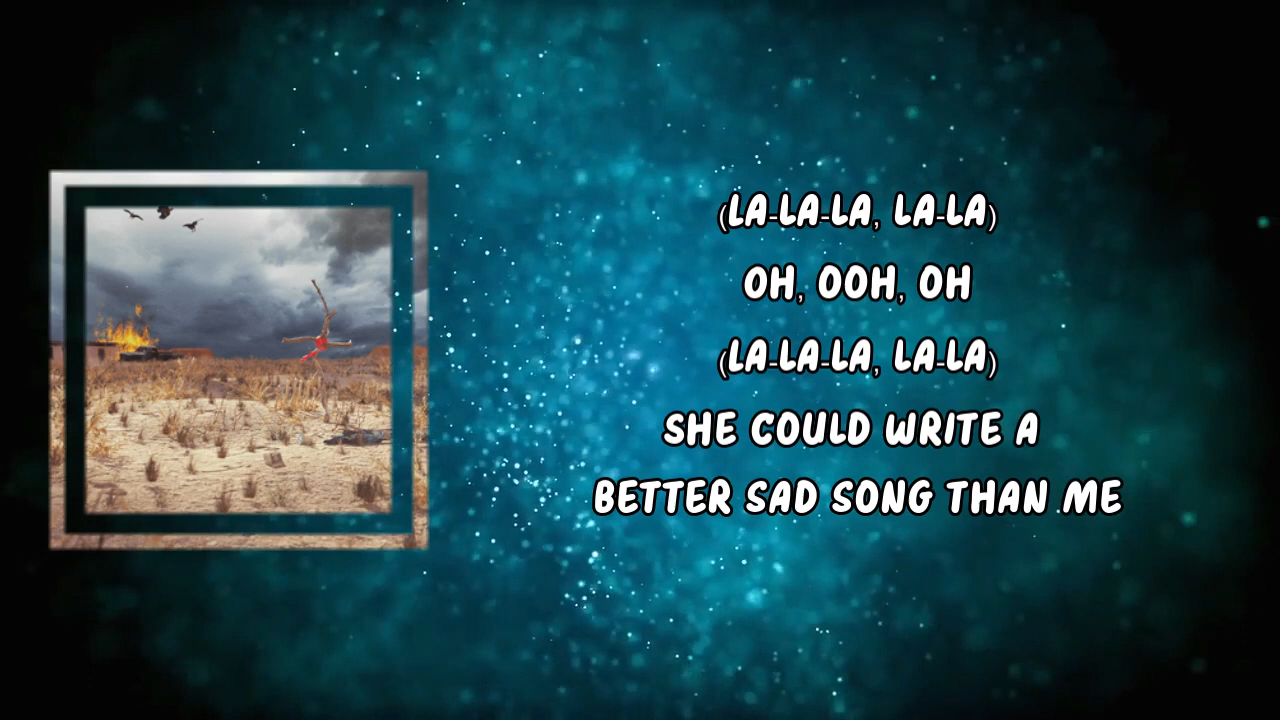 (LA-LA-LA, LA-LA)
OH, OOH, OH
(LA-LA-LA, LA-LA)
SHE COULD WRITE A
BETTER SAD SONG THAN ME